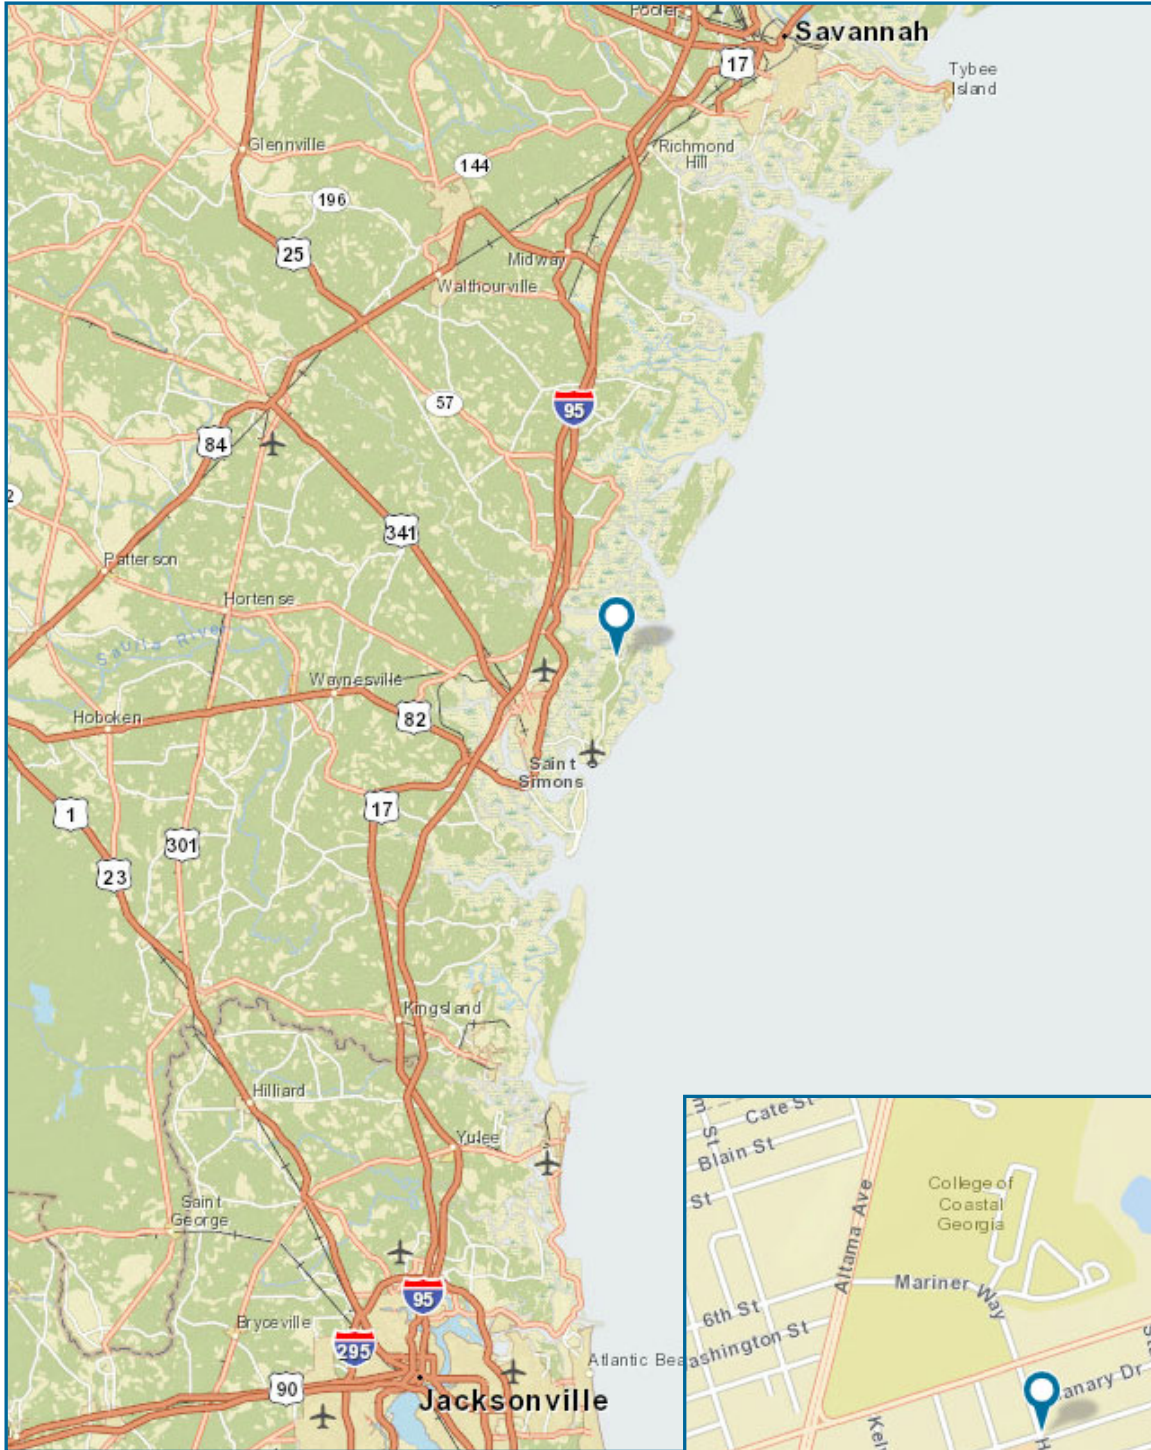 Pooler
Savannah
17
Tybee
Island
Glennville
144
Richmond
Hill
196
25
Midway
Walthourville
57
95
84
341
Patterson
Hortense
Satilla River
Waynesville
Hoboken
82
Saint
Simons
1
17
301
23
Kingsland
Hilliard
Yulee
Saint
George
95
Bryceville
295
Atlantic Bea
90
Jacksonville
m St
Cate St
Blain St
St
Altama Ave
College of
Coastal
Georgia
Mariner Way
6th St
ashington St
anary Dr
Kel
H